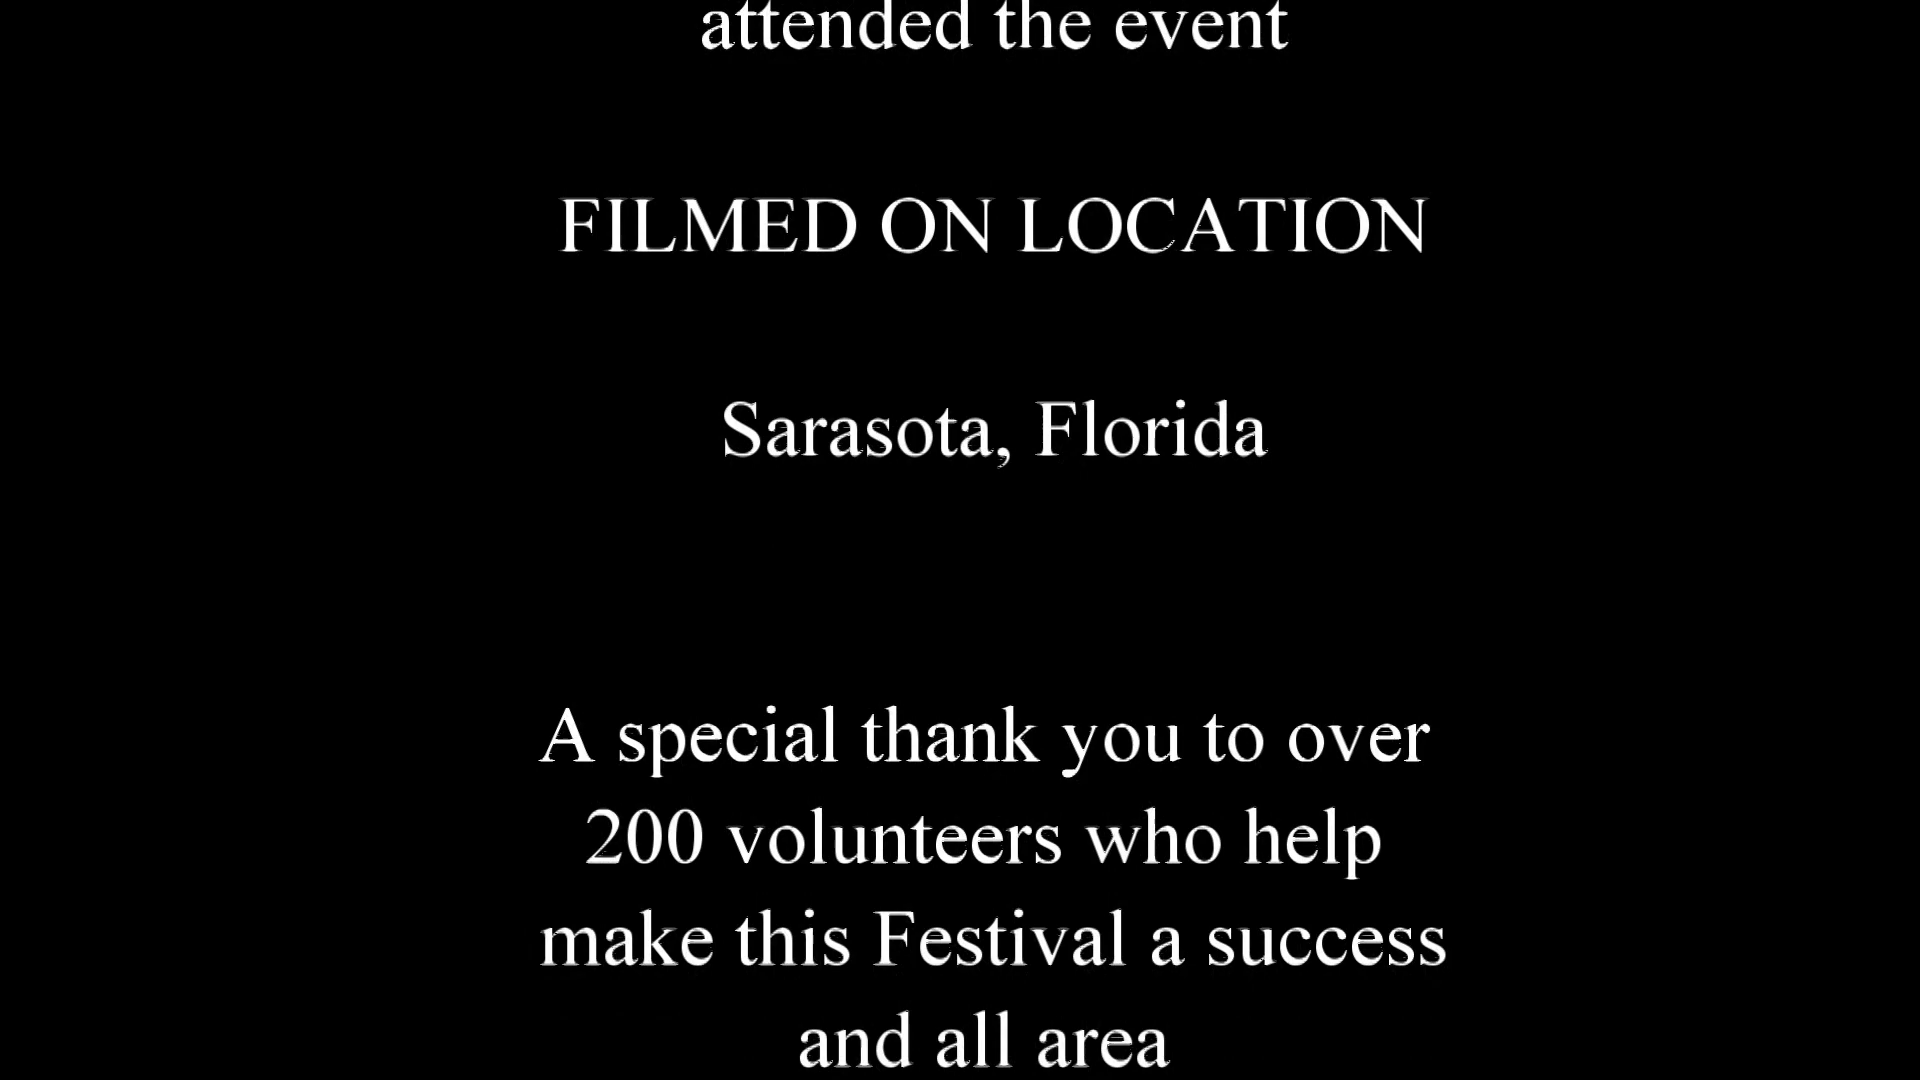 attended the event
FILMED ON LOCATION
Sarasota, Florida
A special thank you to over
200 volunteers who help
make this Festival a success
and all area